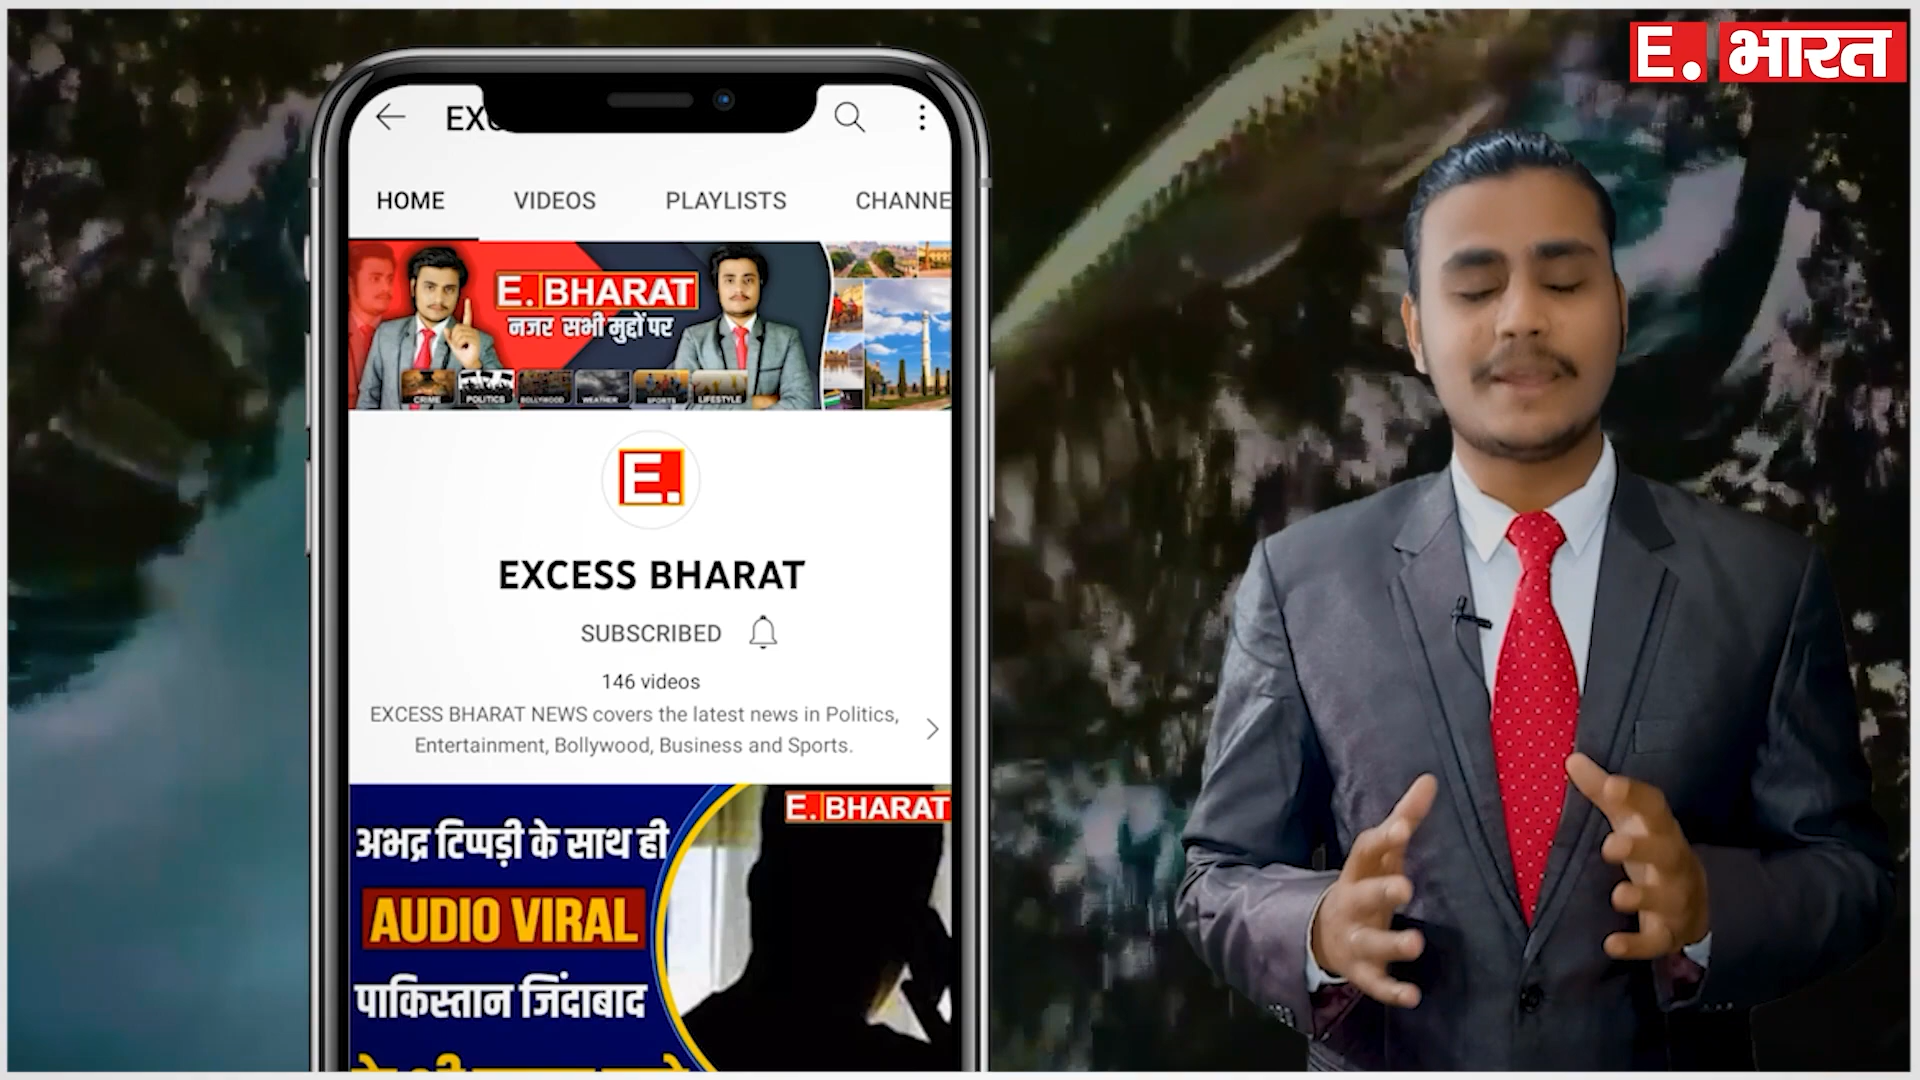 E. भारत
EXC
HOME VIDEOS PLAYLISTS CHANNE
E. BHARAT
नजर सभी मुद्दों पर
CRIME POLITICS BOLLYWOOD WEATHER SPORTS LIFESTYLE
E.
EXCESS BHARAT
SUBSCRIBED
146 videos
EXCESS BHARAT NEWS covers the latest news in Politics,
Entertainment, Bollywood, Business and Sports.
E. BHARAT
अभद्र टिप्पड़ी के साथ ही
AUDIO VIRAL
पाकिस्तान जिंदाबाद